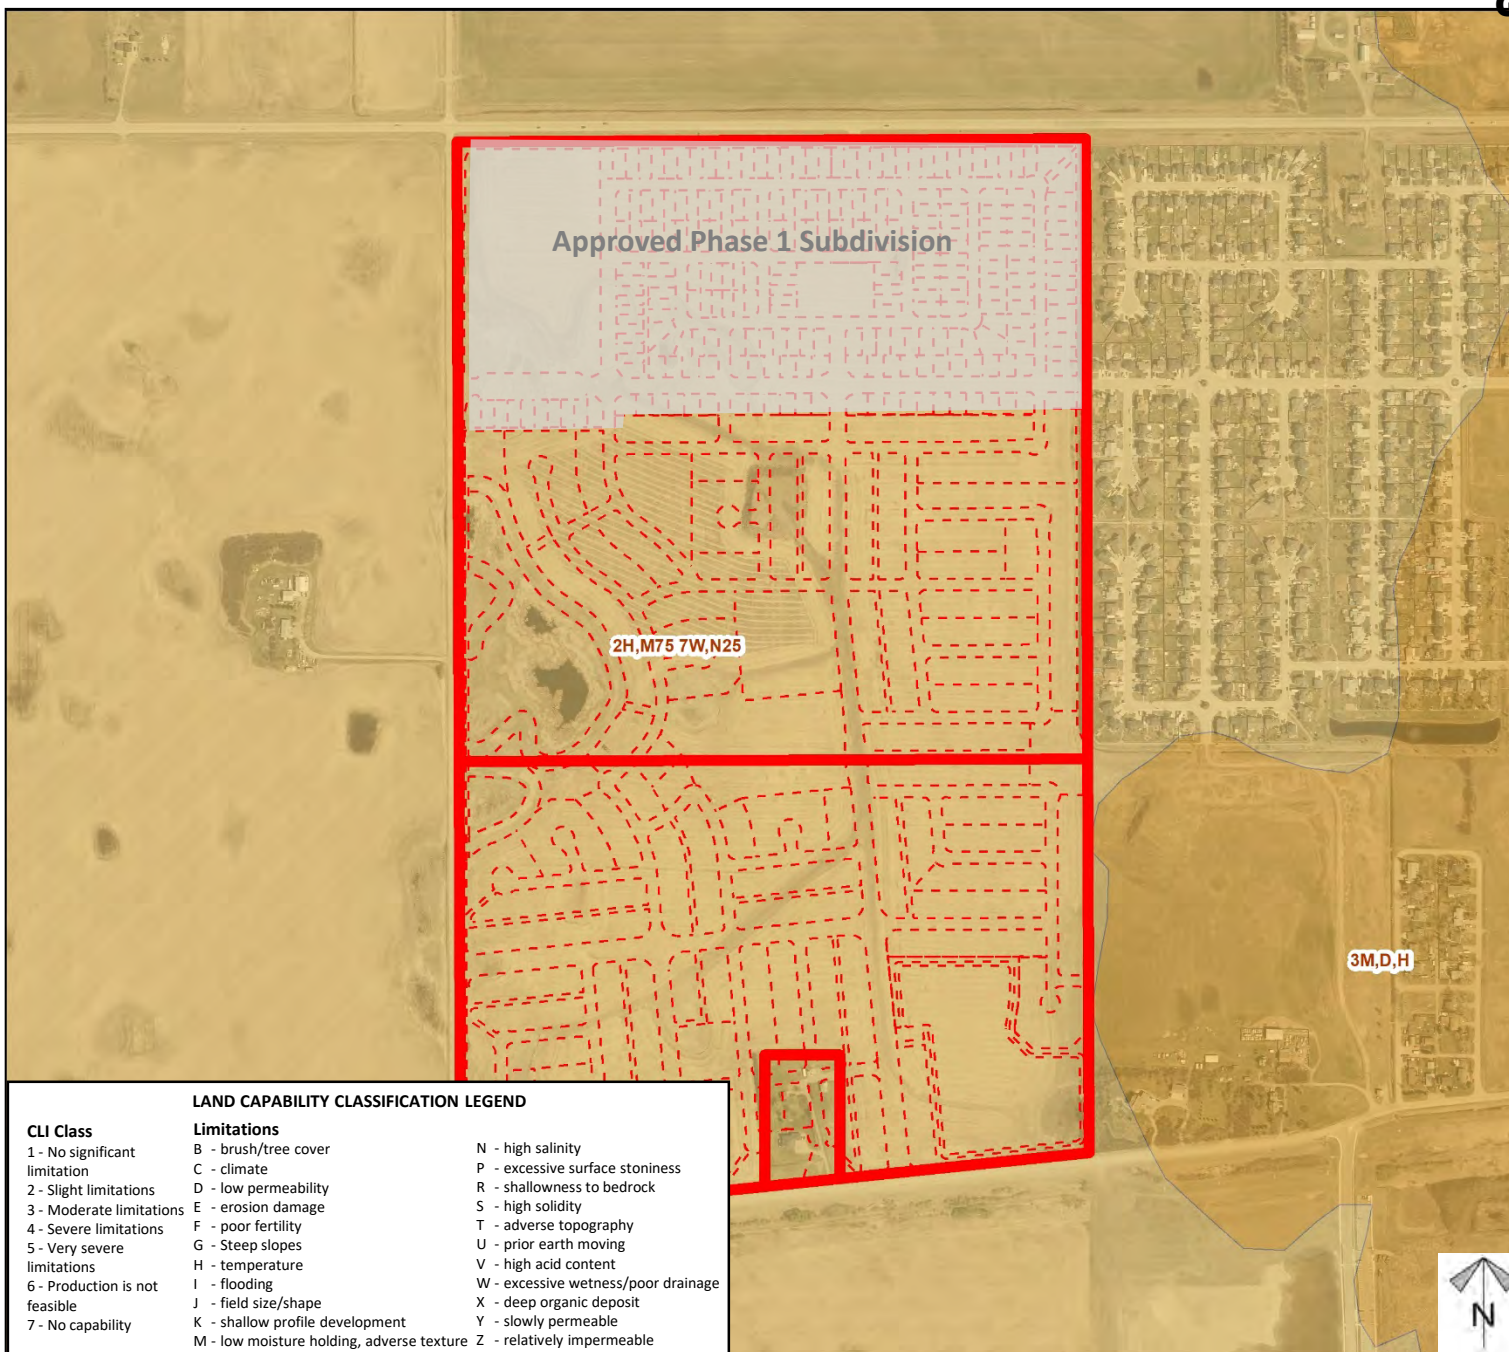 Approved Phase 1 Subdivision
2H,M75 7W,N25
3M,D,H
LAND CAPABILITY CLASSIFICATION LEGEND
CLI Class
1 - No significant
limitation
2 - Slight limitations
3 - Moderate limitations
4 - Severe limitations
5 - Very severe
limitations
6 - Production is not
feasible
7 - No capability
Limitations
B - brush/tree cover
C - climate
D - low permeability
E - erosion damage
F - poor fertility
G - Steep slopes
H - temperature
I - flooding
J - field size/shape
K - shallow profile development
M - low moisture holding, adverse texture
N - high salinity
P - excessive surface stoniness
R - shallowness to bedrock
S - high solidity
T - adverse topography
U - prior earth moving
V - high acid content
W - excessive wetness/poor drainage
X - deep organic deposit
Y - slowly permeable
Z - relatively impermeable
N